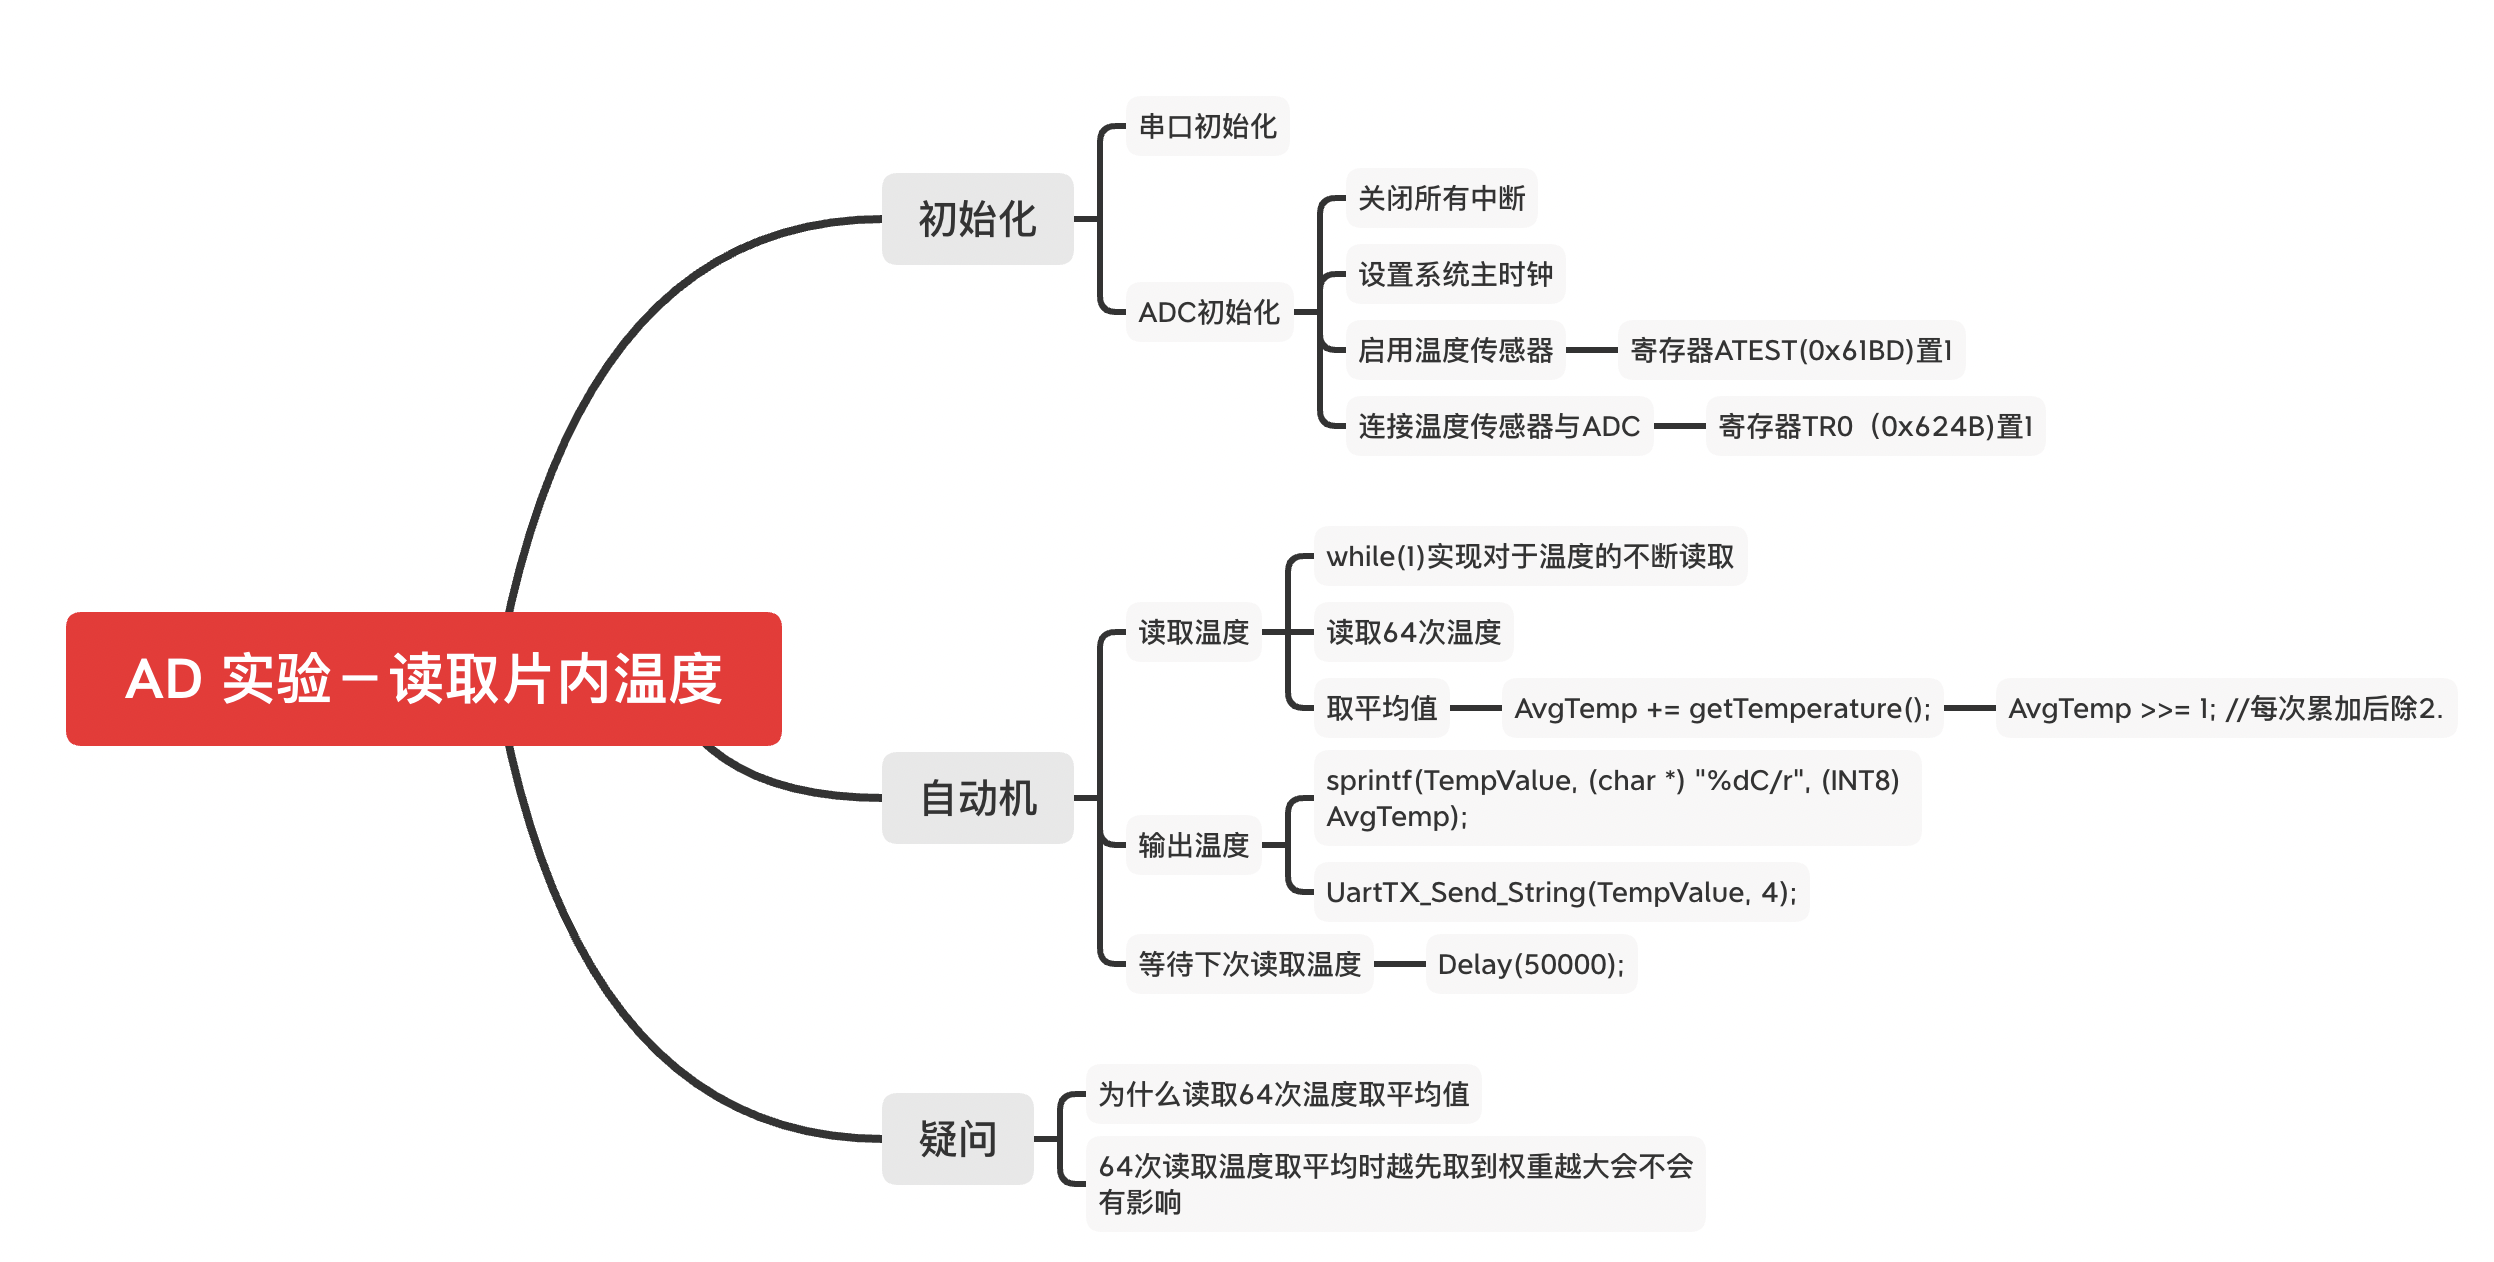 AD 实验—读取片内温度
初始化
串口初始化
ADC初始化
关闭所有中断
设置系统主时钟
启用温度传感器
寄存器ATEST(0x61BD)置1
连接温度传感器与ADC
寄存器TR0（0x624B)置1
自动机
读取温度
while(1)实现对于温度的不断读取
读取64次温度
取平均值
AvgTemp += getTemperature();
AvgTemp >>= 1; //每次累加后除2.
输出温度
sprintf(TempValue, (char *) "%dC/r", (INT8)
AvgTemp);
UartTX_Send_String(TempValue, 4);
等待下次读取温度
Delay(50000);
疑问
为什么读取64次温度取平均值
64次读取温度取平均时越先取到权重越大会不会
有影响